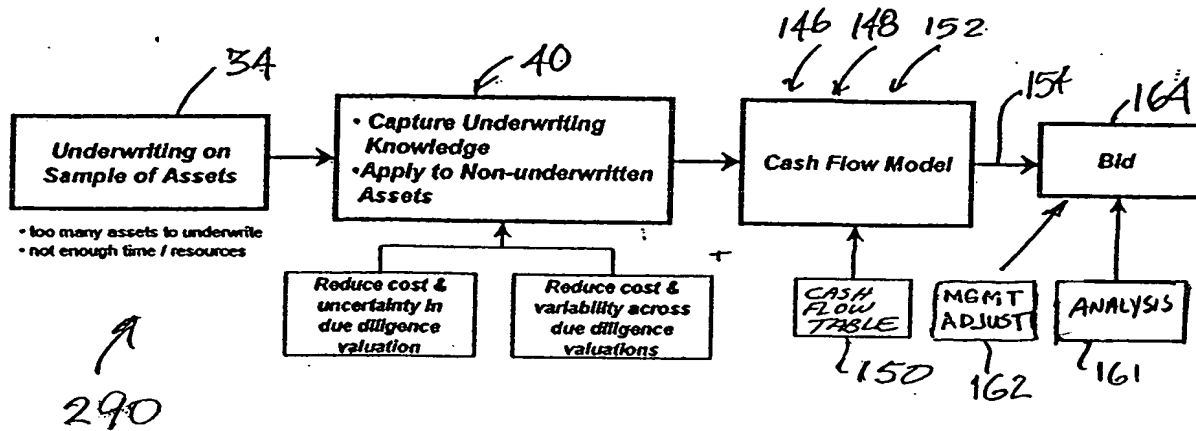 146 148 152
34
40
154
164
Underwriting on
Sample of Assets
• Capture Underwriting
Knowledge
• Apply to Non-underwritten
Assets
Cash Flow Model
Bid
• too many assets to underwrite
• not enough time / resources
Reduce cost &
uncertainty in
due diligence
valuation
Reduce cost &
variability across
due diligence
valuations
CASH
FLOW
TABLE
MGMT
ADJUST
ANALYSIS
150
162
161
290